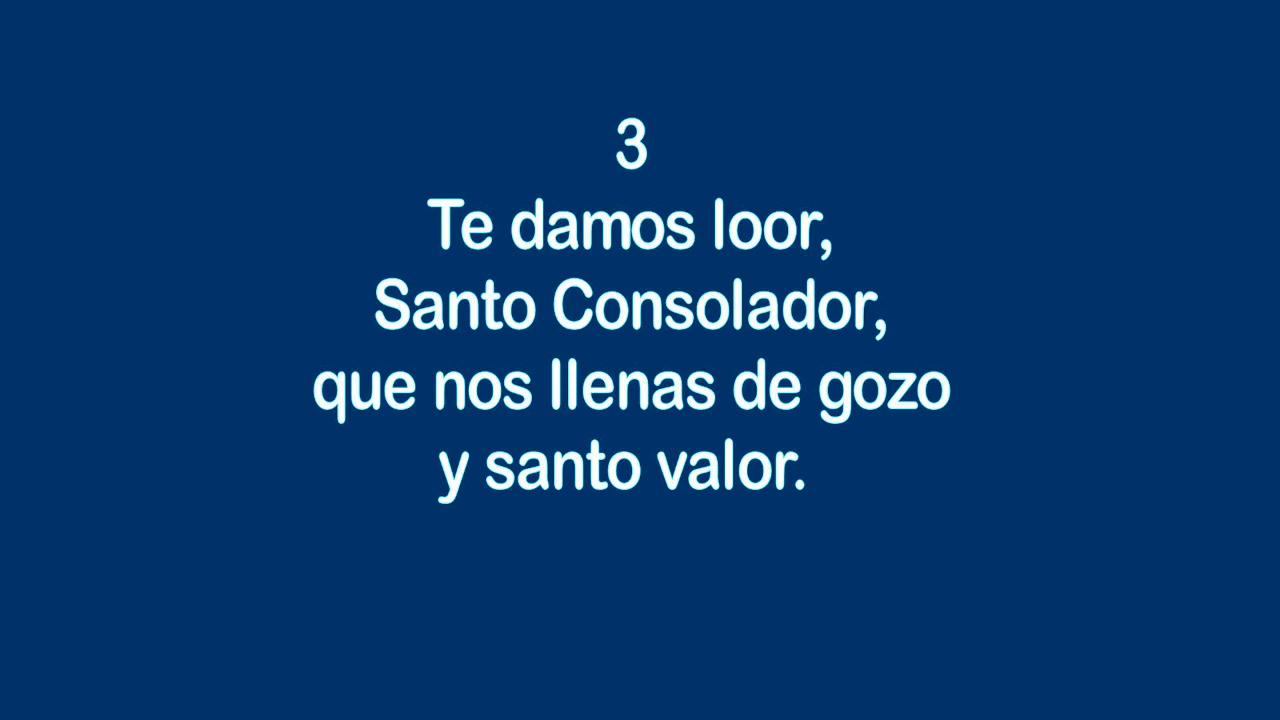 3
Te damos loor,
Santo Consolador,
que nos llenas de gozo
y santo valor.